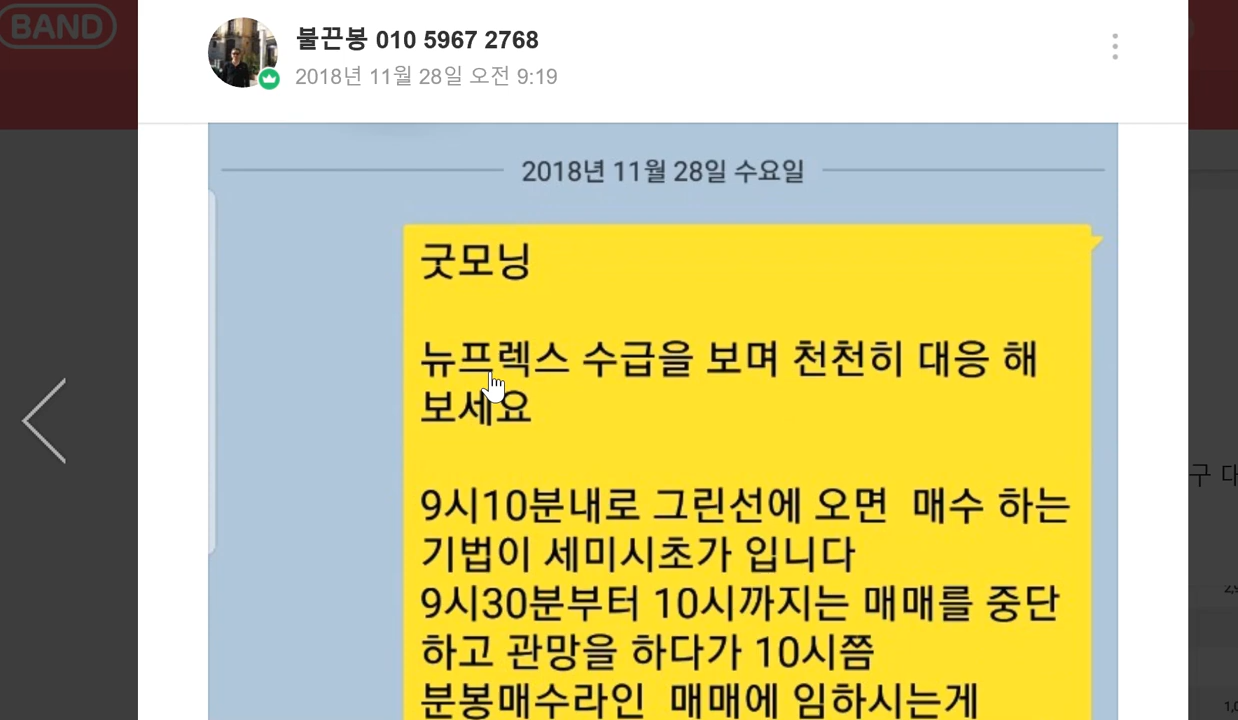 BAND
불끈봉 010 5967 2768
2018년 11월 28일 오전 9:19
2018년 11월 28일 수요일
굿모닝
뉴프렉스 수급을 보며 천천히 대응 해
보세요
9시10분내로 그린선에 오면 매수 하는
기법이 세미시초가 입니다
9시30분부터 10시까지는 매매를 중단
하고 관망을 하다가 10시쯤
분봉매수라인 매매에 임하시는게
구 대